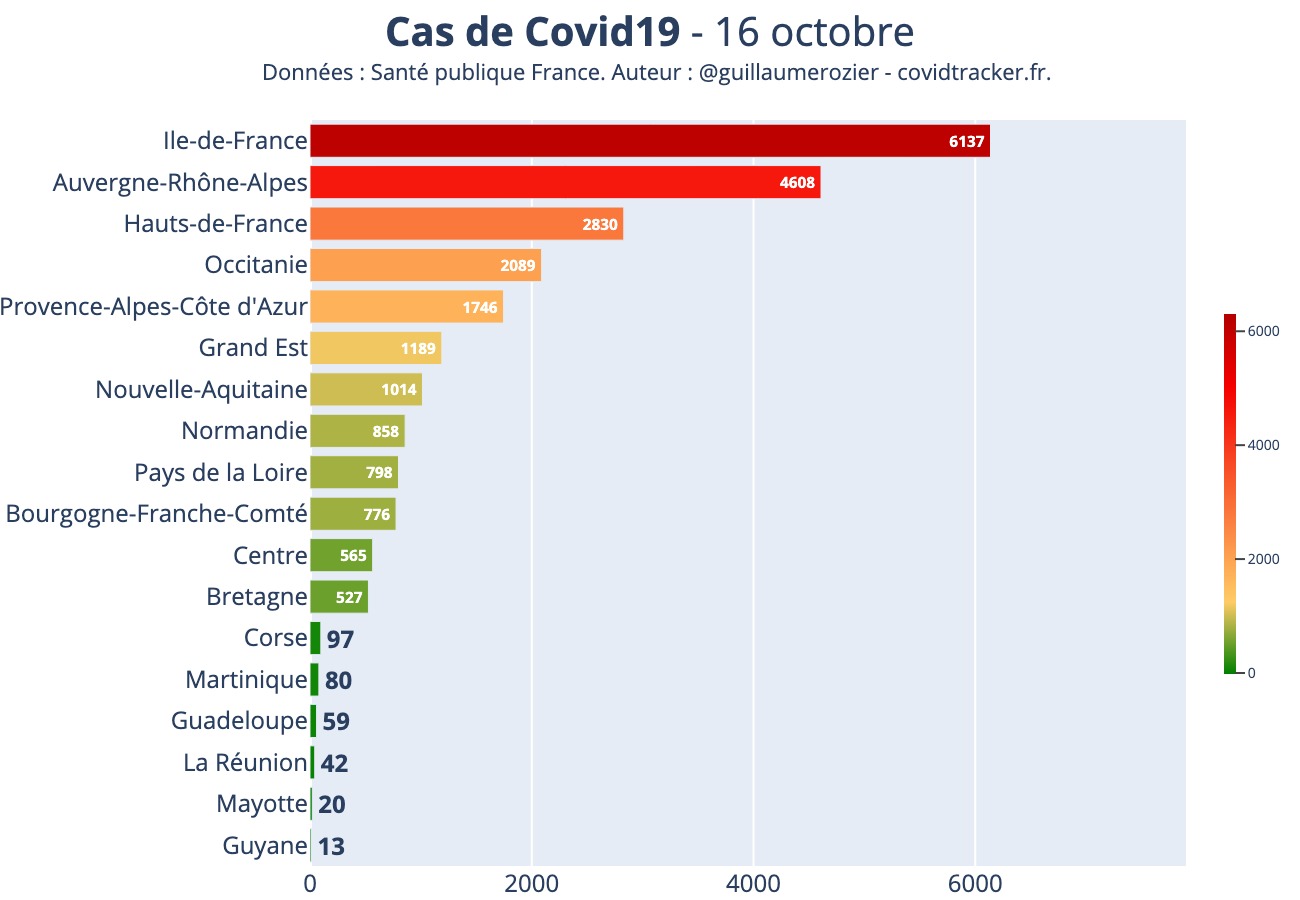 Cas de Covid19 - 16 octobre
Données : Santé publique France. Auteur : @guillaumerozier - covidtracker.fr.
Ile-de-France 6137
Auvergne-Rhône-Alpes 4608
Hauts-de-France 2830
Occitanie 2089
Provence-Alpes-Côte d'Azur 1746
Grand Est 1189
Nouvelle-Aquitaine 1014
Normandie 858
Pays de la Loire 798
Bourgogne-Franche-Comté 776
Centre 565
Bretagne 527
Corse 97
Martinique 80
Guadeloupe 59
La Réunion 42
Mayotte 20
Guyane 13
0 2000 4000 6000
6000
4000
2000
0